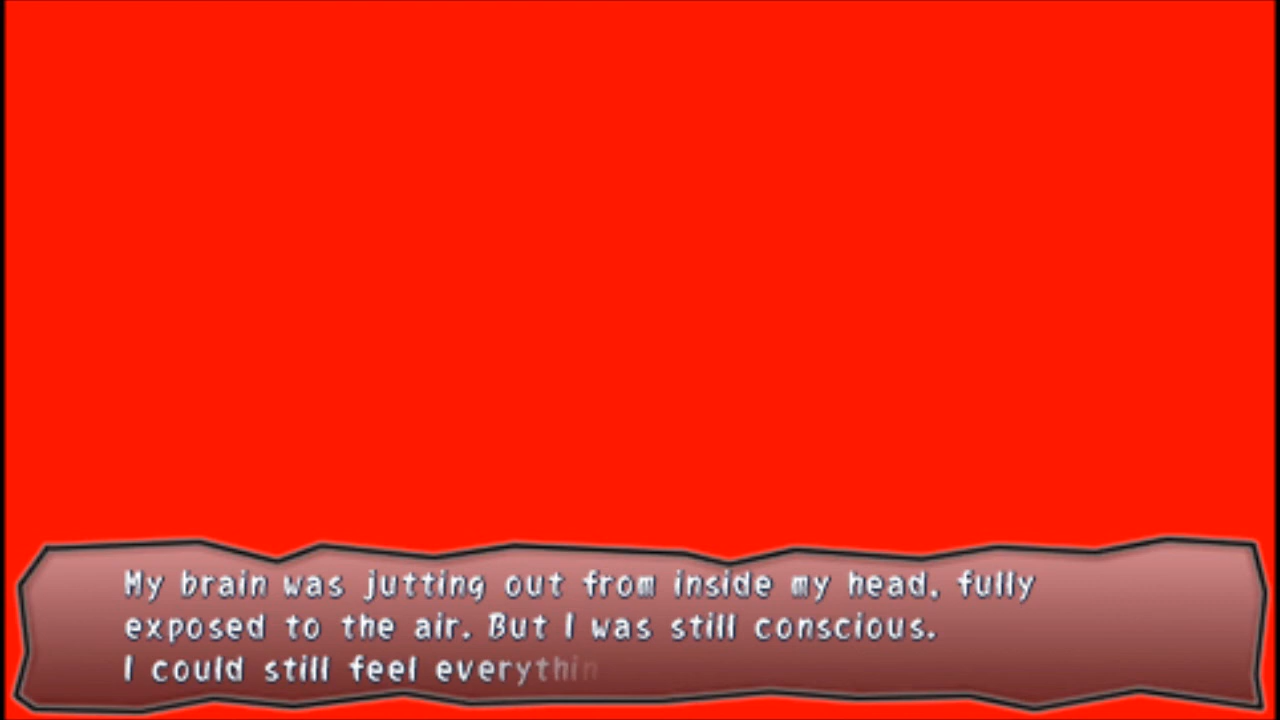 My brain was jutting out from inside my head, fully
exposed to the air. But I was still conscious.
I could still feel everythin